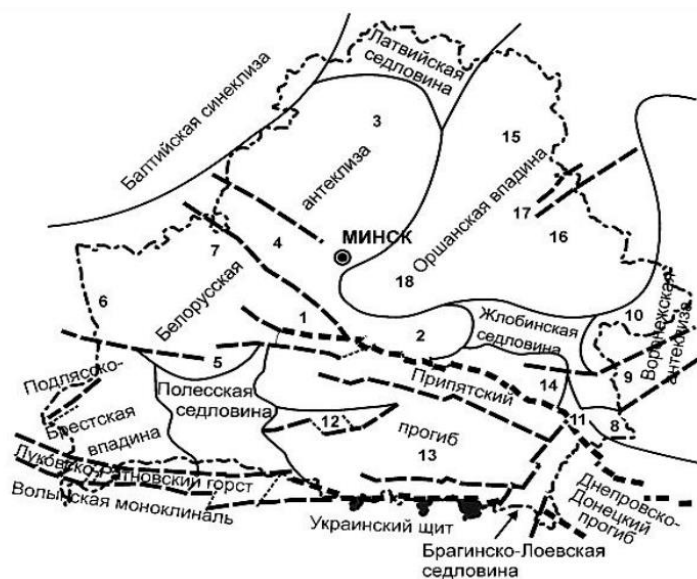 Латвийская
седловина
Балтийская синеклиза
3
15
антеклиза
Оршанская впадина
17
16
7
4
МИНСК
18
6
Белорусская
1
2
Жлобинская
седловина
10
Воронежская
антеклиза
9
5
Подлясско-
Брестская
впадина
Полесская
седловина
Припятский
прогиб
14
12
13
11
8
Луковско-Ратновский горст
Волынская моноклиналь
Украинский щит
Днепровско-
Донецкий
прогиб
Брагинско-Лоевская
седловина